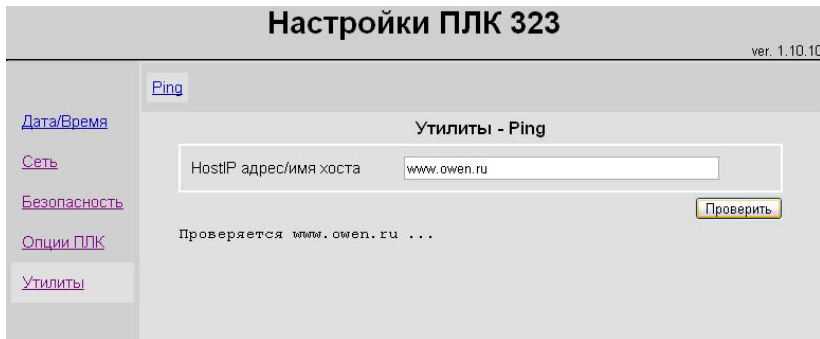 Настройки ПЛК 323
ver. 1.10.10
Ping
Дата/Время
Утилиты - Ping
Сеть
HostIP адрес/имя хоста
www.owen.ru
Безопасность
Проверить
Проверяется www.owen.ru ...
Опции ПЛК
Утилиты